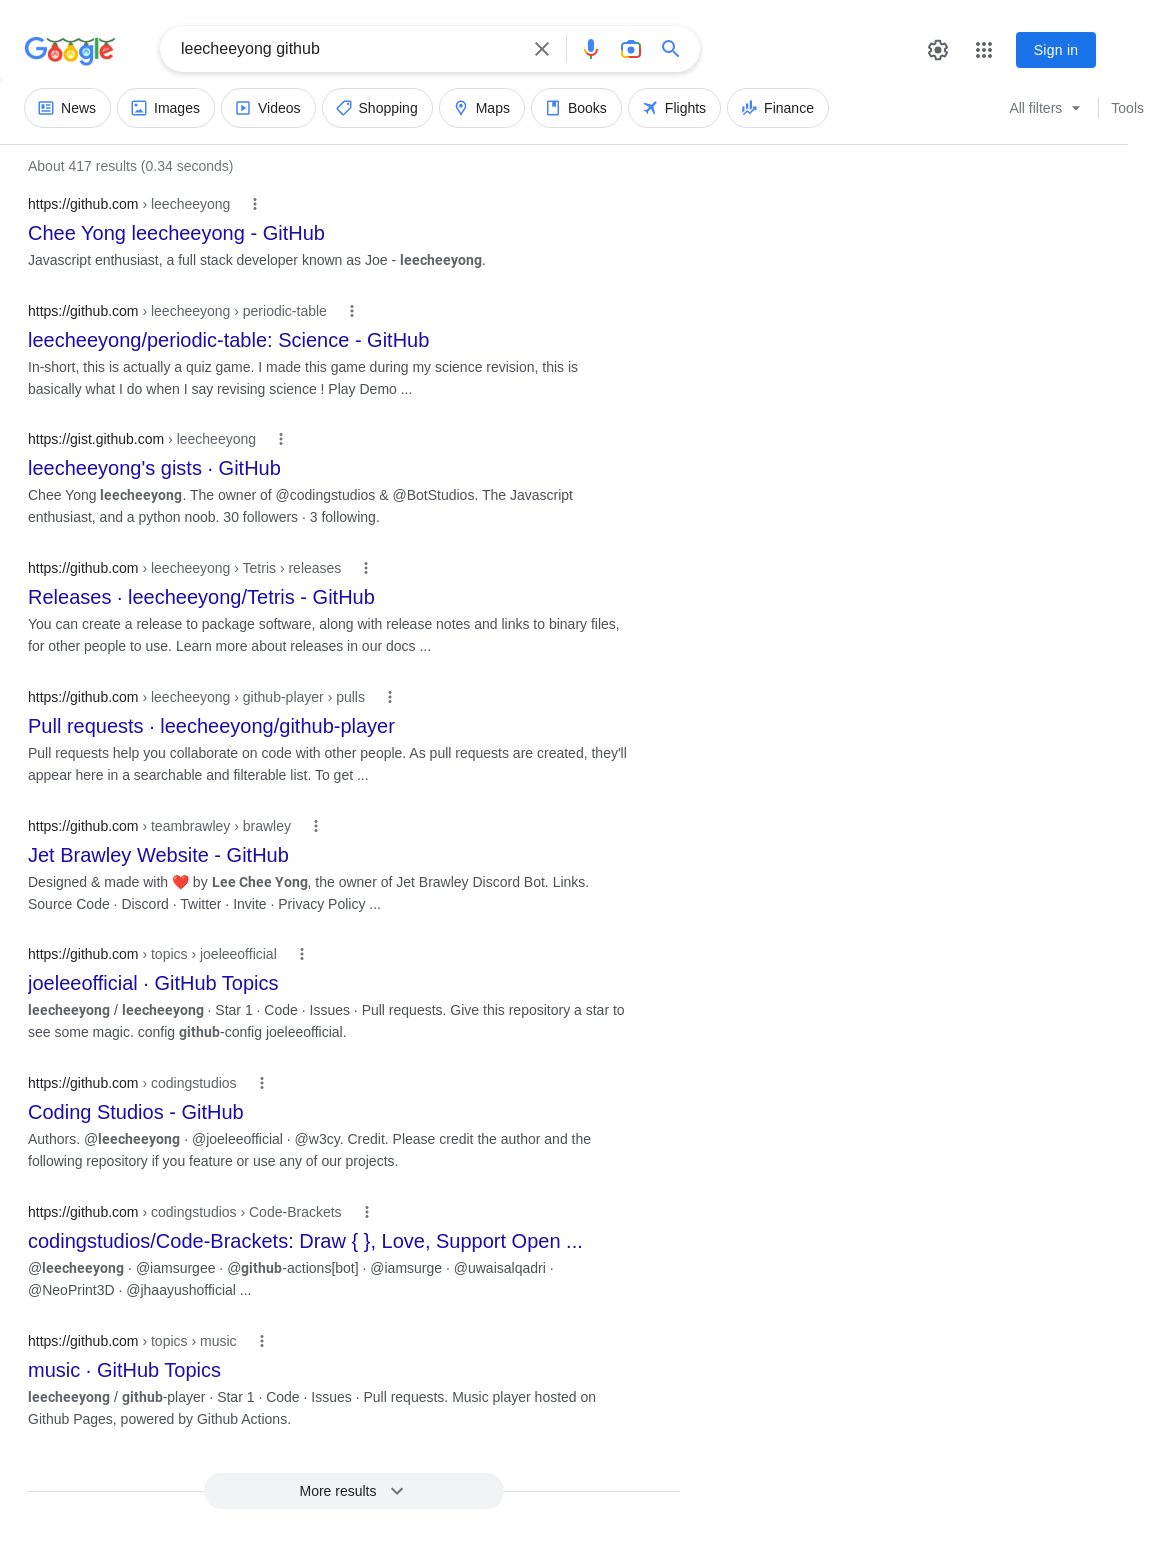 Google
leecheeyong github
Sign in
News
Images
Videos
Shopping
Maps
Books
Flights
Finance
All filters
Tools
About 417 results (0.34 seconds)
https://github.com › leecheeyong
Chee Yong leecheeyong - GitHub
Javascript enthusiast, a full stack developer known as Joe - leecheeyong.
https://github.com › leecheeyong › periodic-table
leecheeyong/periodic-table: Science - GitHub
In-short, this is actually a quiz game. I made this game during my science revision, this is
basically what I do when I say revising science ! Play Demo ...
https://gist.github.com › leecheeyong
leecheeyong's gists · GitHub
Chee Yong leecheeyong. The owner of @codingstudios & @BotStudios. The Javascript
enthusiast, and a python noob. 30 followers · 3 following.
https://github.com › leecheeyong › Tetris › releases
Releases · leecheeyong/Tetris - GitHub
You can create a release to package software, along with release notes and links to binary files,
for other people to use. Learn more about releases in our docs ...
https://github.com › leecheeyong › github-player › pulls
Pull requests · leecheeyong/github-player
Pull requests help you collaborate on code with other people. As pull requests are created, they'll
appear here in a searchable and filterable list. To get ...
https://github.com › teambrawley › brawley
Jet Brawley Website - GitHub
Designed & made with ❤️ by Lee Chee Yong, the owner of Jet Brawley Discord Bot. Links.
Source Code · Discord · Twitter · Invite · Privacy Policy ...
https://github.com › topics › joeleeofficial
joeleeofficial · GitHub Topics
leecheeyong / leecheeyong · Star 1 · Code · Issues · Pull requests. Give this repository a star to
see some magic. config github-config joeleeofficial.
https://github.com › codingstudios
Coding Studios - GitHub
Authors. @leecheeyong · @joeleeofficial · @w3cy. Credit. Please credit the author and the
following repository if you feature or use any of our projects.
https://github.com › codingstudios › Code-Brackets
codingstudios/Code-Brackets: Draw { }, Love, Support Open ...
@leecheeyong · @iamsurgee · @github-actions[bot] · @iamsurge · @uwaisalqadri ·
@NeoPrint3D · @jhaayushofficial ...
https://github.com › topics › music
music · GitHub Topics
leecheeyong / github-player · Star 1 · Code · Issues · Pull requests. Music player hosted on
Github Pages, powered by Github Actions.
More results